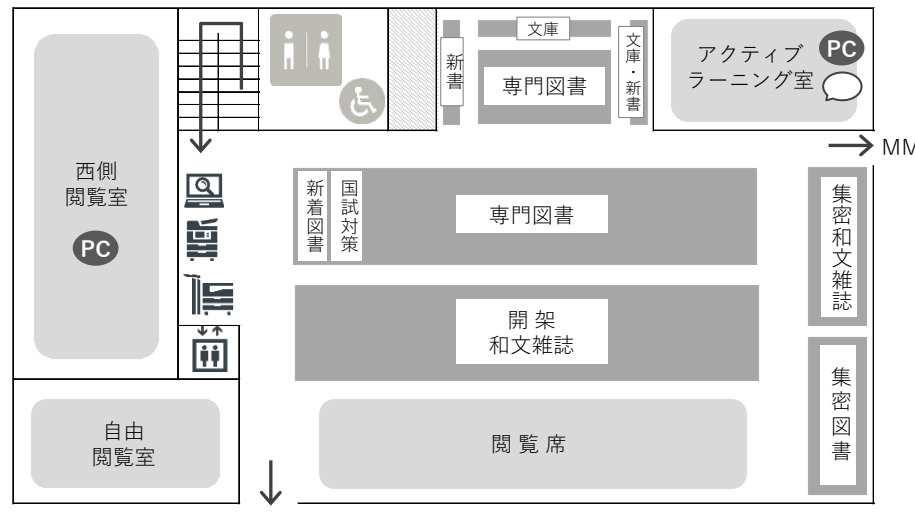 西側
閲覧室
PC
自由
閲覧室
新書
文庫
専門図書
文庫・新書
アクティブ
ラーニング室
PC
MM
新着図書
国試対策
専門図書
開架
和文雑誌
閲覧席
集密和文雑誌
集密図書